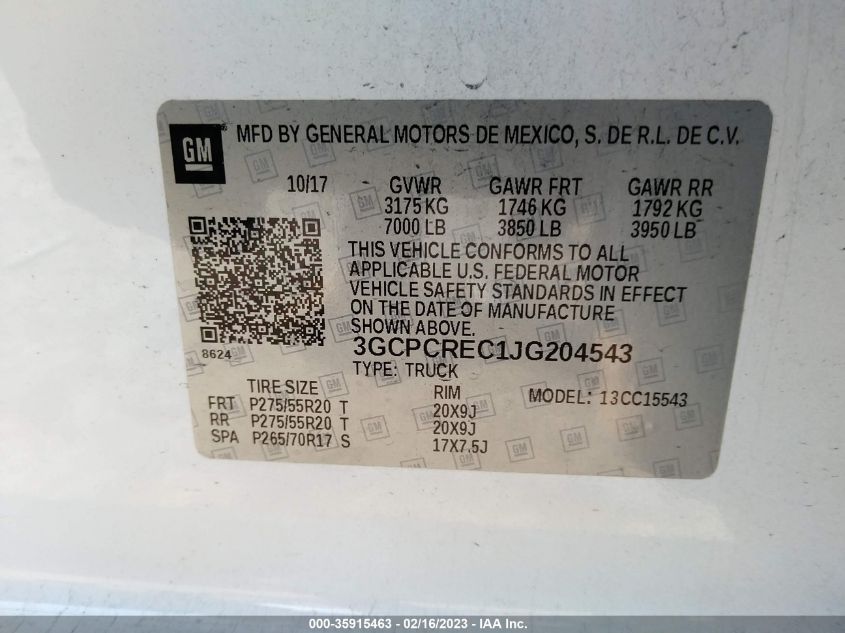 GM
MFD BY GENERAL MOTORS DE MEXICO, S. DE R.L. DE C.V.
10/17 GVWR GAWR FRT GAWR RR
3175 KG 1746 KG 1792 KG
7000 LB 3850 LB 3950 LB
THIS VEHICLE CONFORMS TO ALL
APPLICABLE U.S. FEDERAL MOTOR
VEHICLE SAFETY STANDARDS IN EFFECT
ON THE DATE OF MANUFACTURE
SHOWN ABOVE.
8624
3GCPCREC1JG204543
TYPE: TRUCK
TIRE SIZE RIM MODEL: 13CC15543
FRT P275/55R20 T 20X9J
RR P275/55R20 T 20X9J
SPA P265/70R17 S 17X7.5J
000-35915463 - 02/16/2023 - IAA Inc.